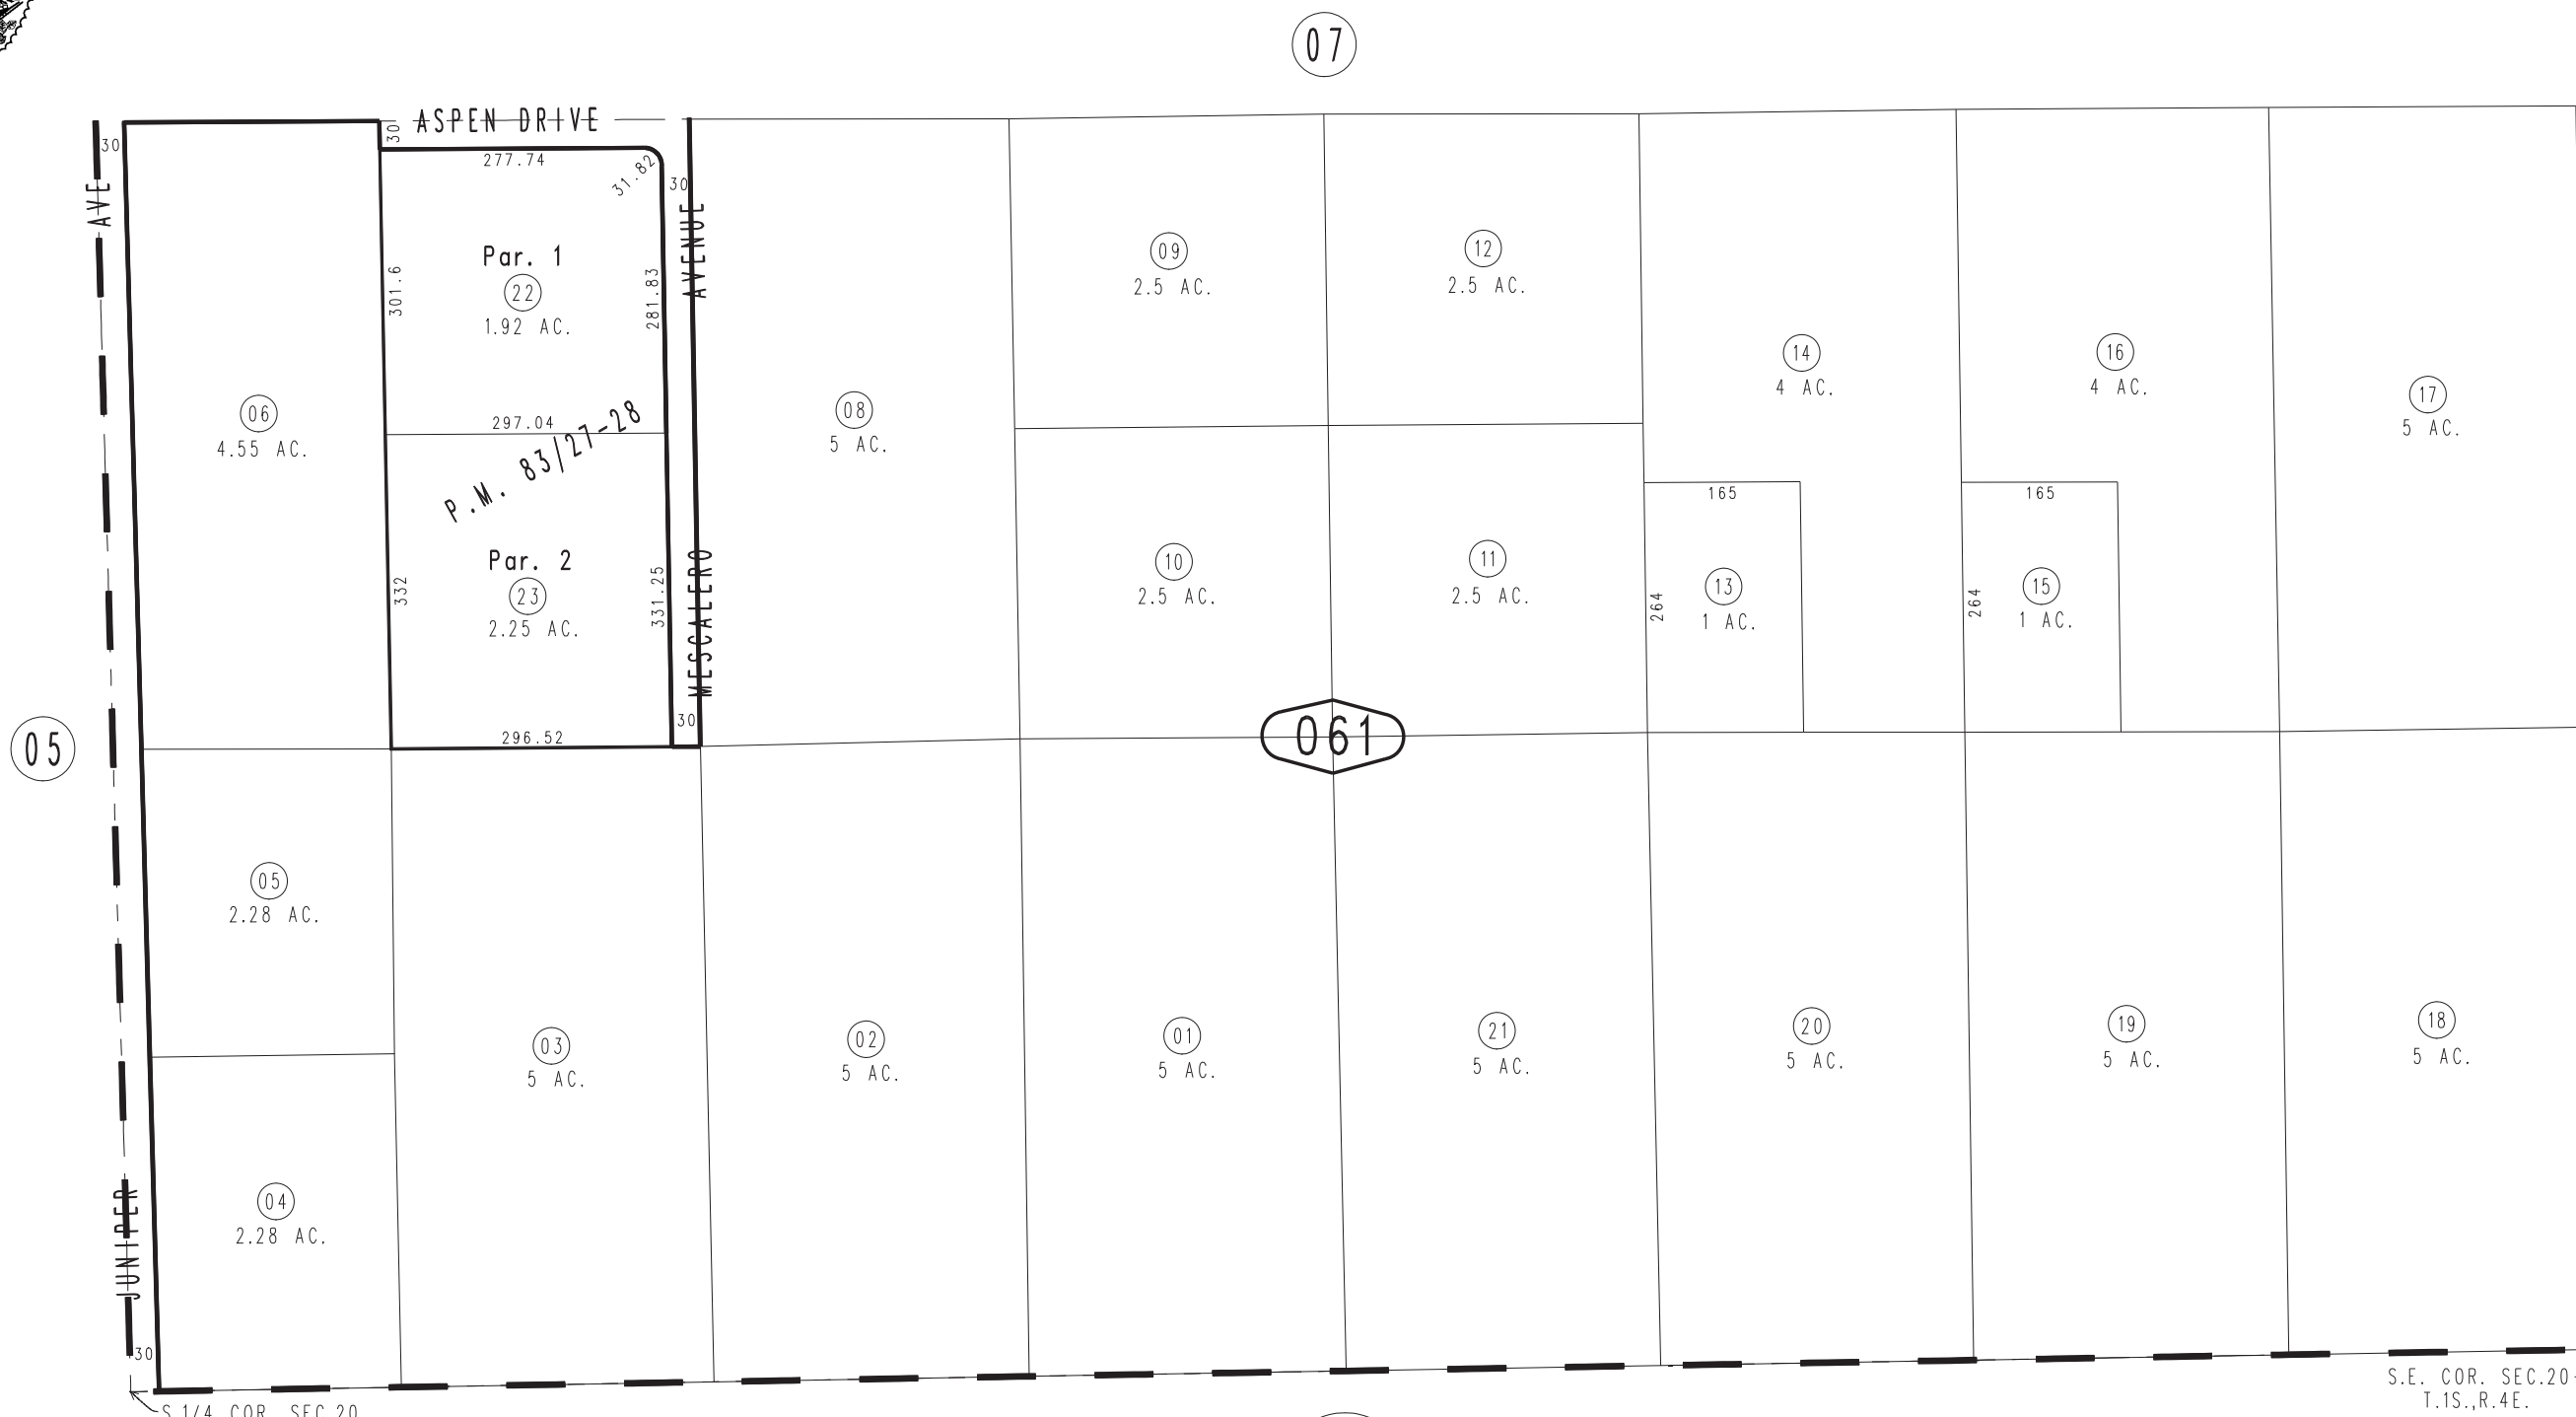 07
ASPEN DRIVE
30
30
277.74
31.82
30
AVE
AVENUE
Par. 1
22
1.92 AC.
301.6
281.83
09
2.5 AC.
12
2.5 AC.
14
4 AC.
16
4 AC.
17
5 AC.
06
4.55 AC.
08
5 AC.
297.04
P.M. 83/27-28
165
165
Par. 2
23
2.25 AC.
332
331.25
MESCALERO
10
2.5 AC.
11
2.5 AC.
264
13
1 AC.
264
15
1 AC.
30
296.52
05
061
05
2.28 AC.
03
5 AC.
02
5 AC.
01
5 AC.
21
5 AC.
20
5 AC.
19
5 AC.
18
5 AC.
04
2.28 AC.
JUNIPER
30
S.E. COR. SEC.20
T.1S.,R.4E.
S.1/4 COR. SEC.20